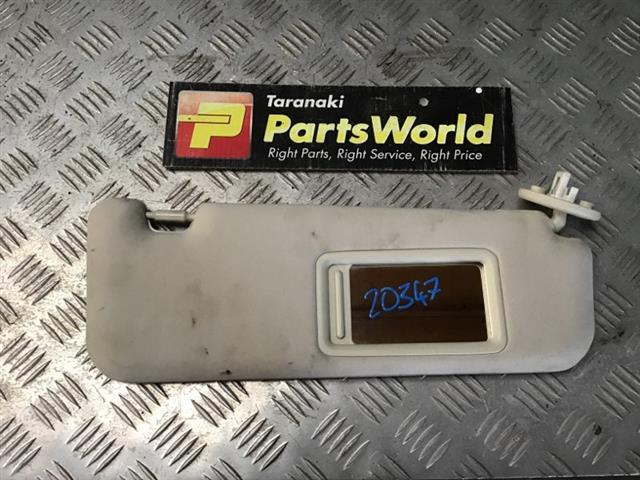 Taranaki
P PartsWorld
Right Parts, Right Service, Right Price
20347